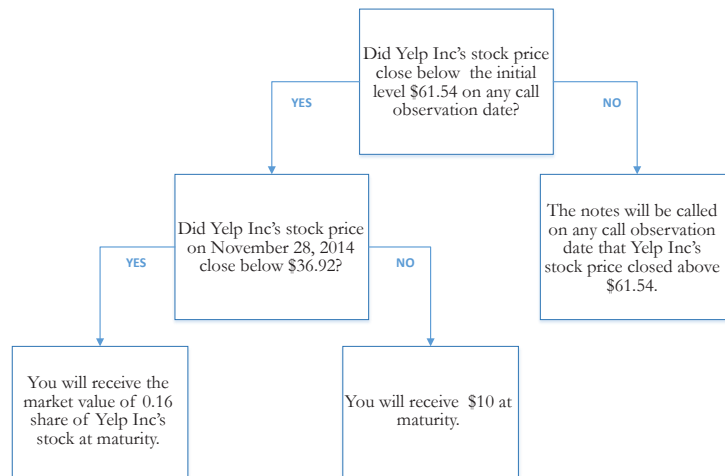 Did Yelp Inc's stock price
close below the initial
level $61.54 on any call
observation date?
YES
NO
Did Yelp Inc's stock price
on November 28, 2014
close below $36.92?
The notes will be called
on any call observation
date that Yelp Inc's
stock price closed above
$61.54.
YES
NO
You will receive the
market value of 0.16
share of Yelp Inc's
stock at maturity.
You will receive $10 at
maturity.